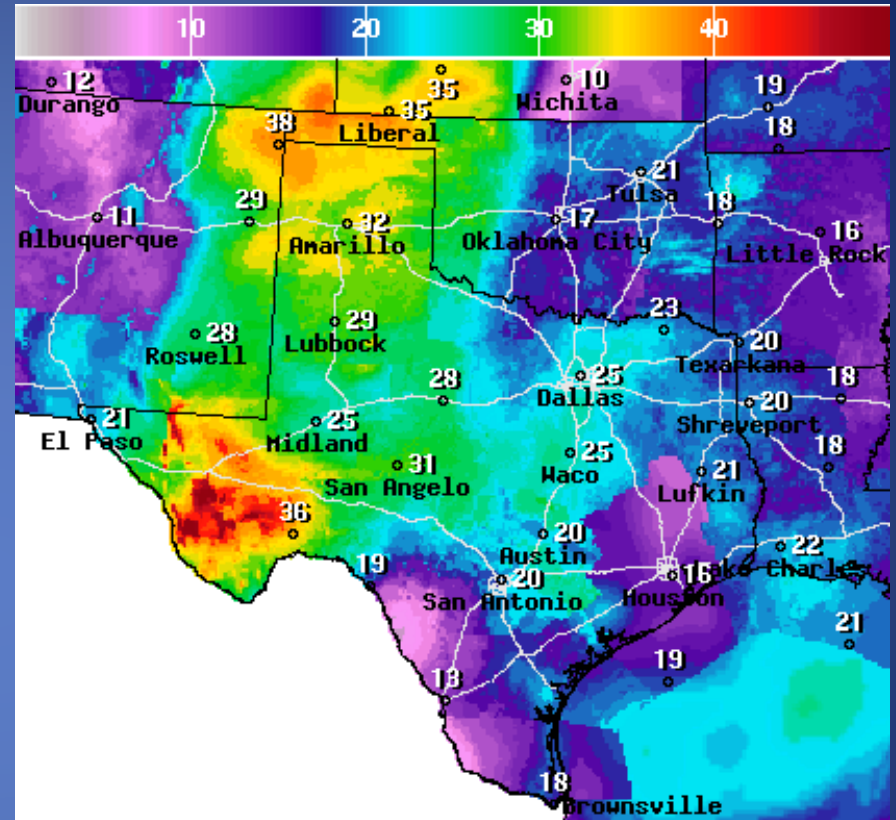 10 20 30 40
12
Durango
35
10
Wichita
19
35
Liberal
38
18
21
Tulsa
11
Albuquerque
29
32
Amarillo
17
Oklahoma City
18
16
Little Rock
28
Roswell
29
Lubbock
23
20
Texarkana
25
Dallas
28
18
20
Shreveport
21
El Paso
25
Midland
31
San Angelo
25
Waco
21
Lufkin
18
36
20
Austin
22
Lake Charles
19
20
San Antonio
16
Houston
21
19
13
18
Brownsville